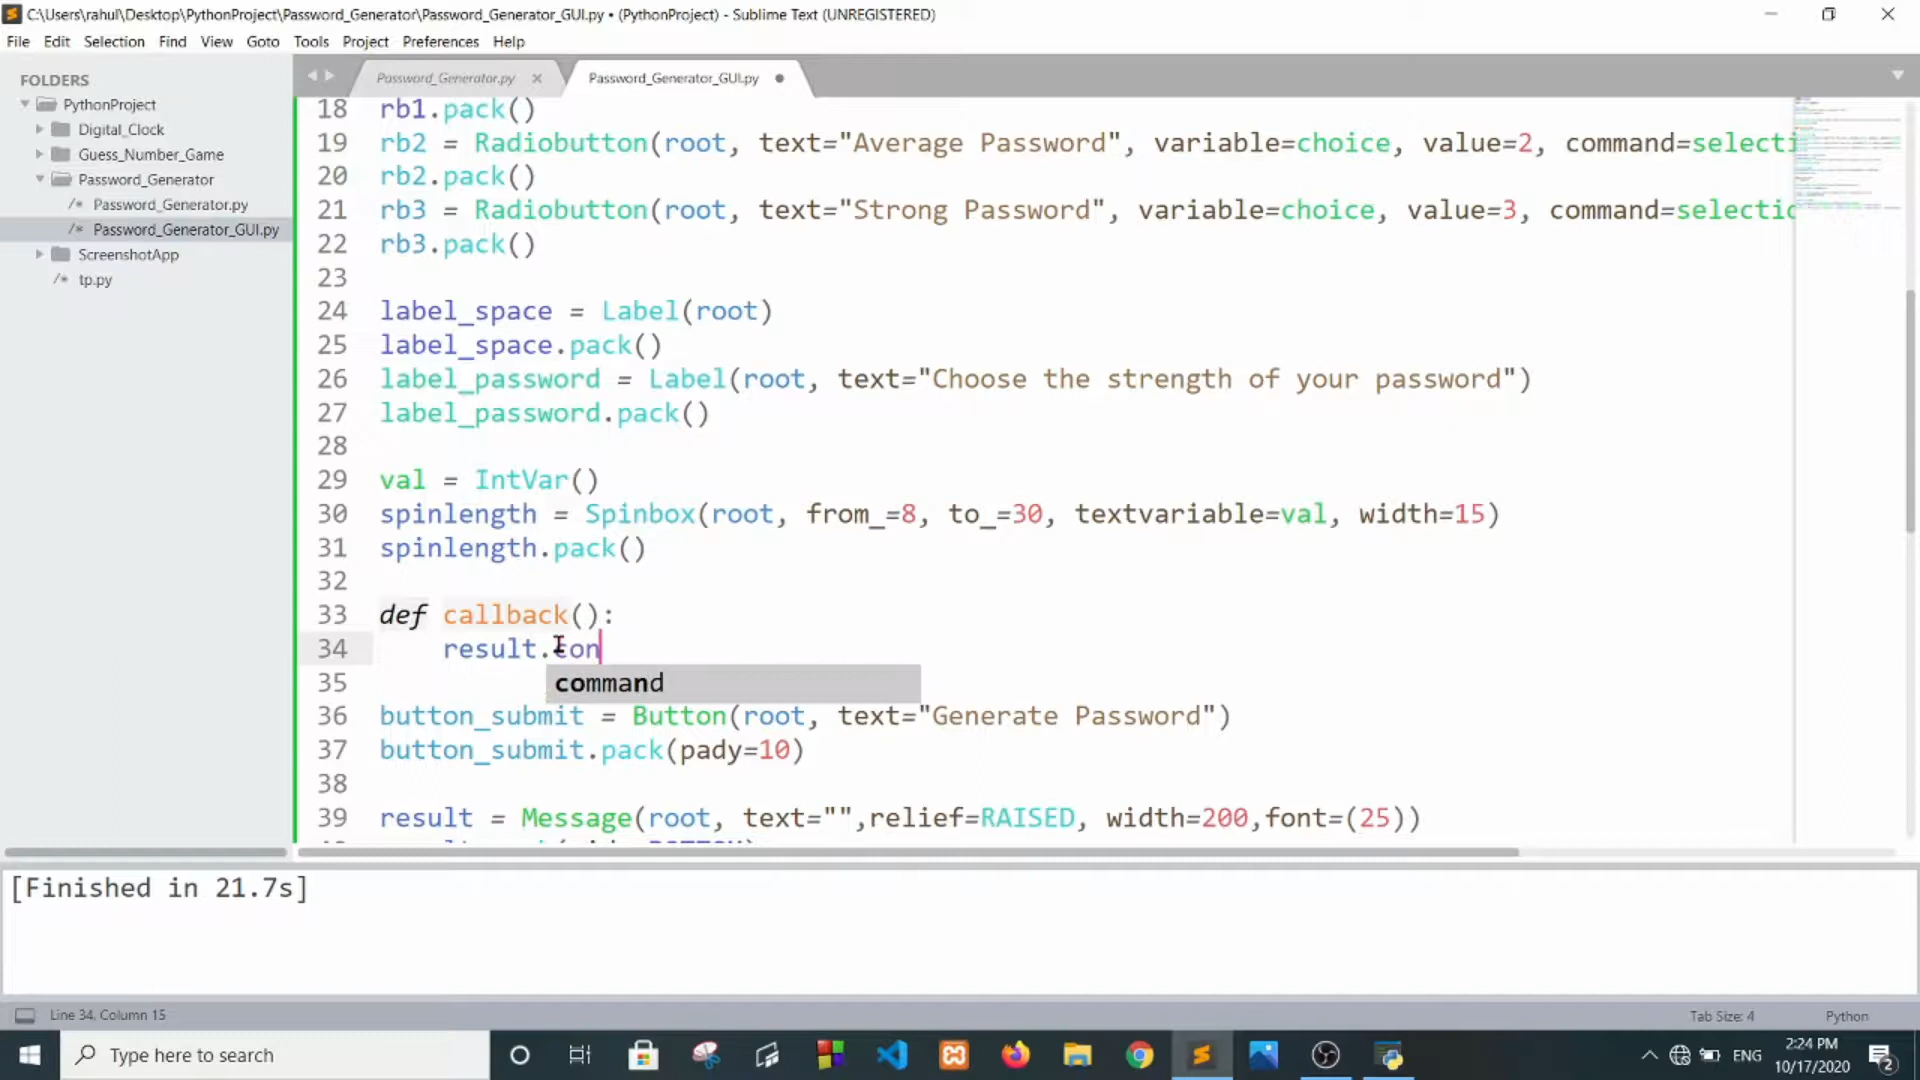 C:\Users\rahul\Desktop\PythonProject\Password_Generator\Password_Generator_GUI.py • (PythonProject) - Sublime Text (UNREGISTERED)
File Edit Selection Find View Goto Tools Project Preferences Help
FOLDERS
PythonProject
Digital_Clock
Guess_Number_Game
Password_Generator
/* Password_Generator.py
/* Password_Generator_GUI.py
ScreenshotApp
/* tp.py
Password_Generator.py × Password_Generator_GUI.py
18 rb1.pack()
19 rb2 = Radiobutton(root, text="Average Password", variable=choice, value=2, command=selecti
20 rb2.pack()
21 rb3 = Radiobutton(root, text="Strong Password", variable=choice, value=3, command=selectio
22 rb3.pack()
23
24 label_space = Label(root)
25 label_space.pack()
26 label_password = Label(root, text="Choose the strength of your password")
27 label_password.pack()
28
29 val = IntVar()
30 spinlength = Spinbox(root, from_=8, to_=30, textvariable=val, width=15)
31 spinlength.pack()
32
33 def callback():
34 result.con
command
35
36 button_submit = Button(root, text="Generate Password")
37 button_submit.pack(pady=10)
38
39 result = Message(root, text="",relief=RAISED, width=200,font=(25))
[Finished in 21.7s]
Line 34, Column 15 Tab Size: 4 Python
Type here to search
ENG
2:24 PM
10/17/2020
2